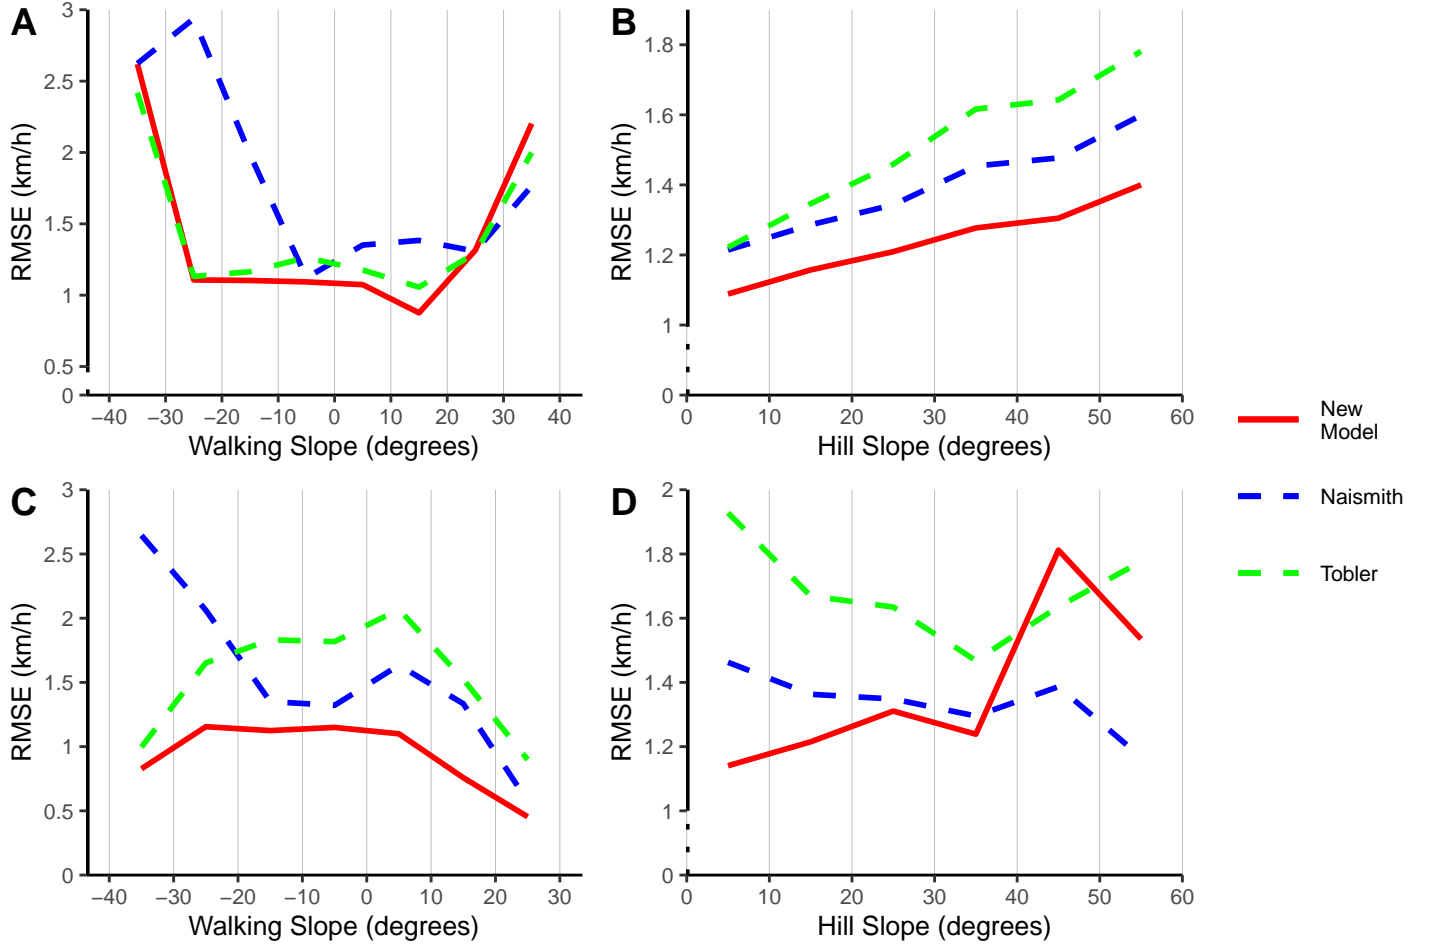 A
RMSE (km/h)
3
2.5
2
1.5
1
0.5
0
−40 −30 −20 −10 0 10 20 30 40
Walking Slope (degrees)
B
RMSE (km/h)
1.8
1.6
1.4
1.2
1
0
0 10 20 30 40 50 60
Hill Slope (degrees)
C
RMSE (km/h)
3
2.5
2
1.5
1
0.5
0
−40 −30 −20 −10 0 10 20 30
Walking Slope (degrees)
D
RMSE (km/h)
2
1.8
1.6
1.4
1.2
1
0
0 10 20 30 40 50 60
Hill Slope (degrees)
New
Model
Naismith
Tobler